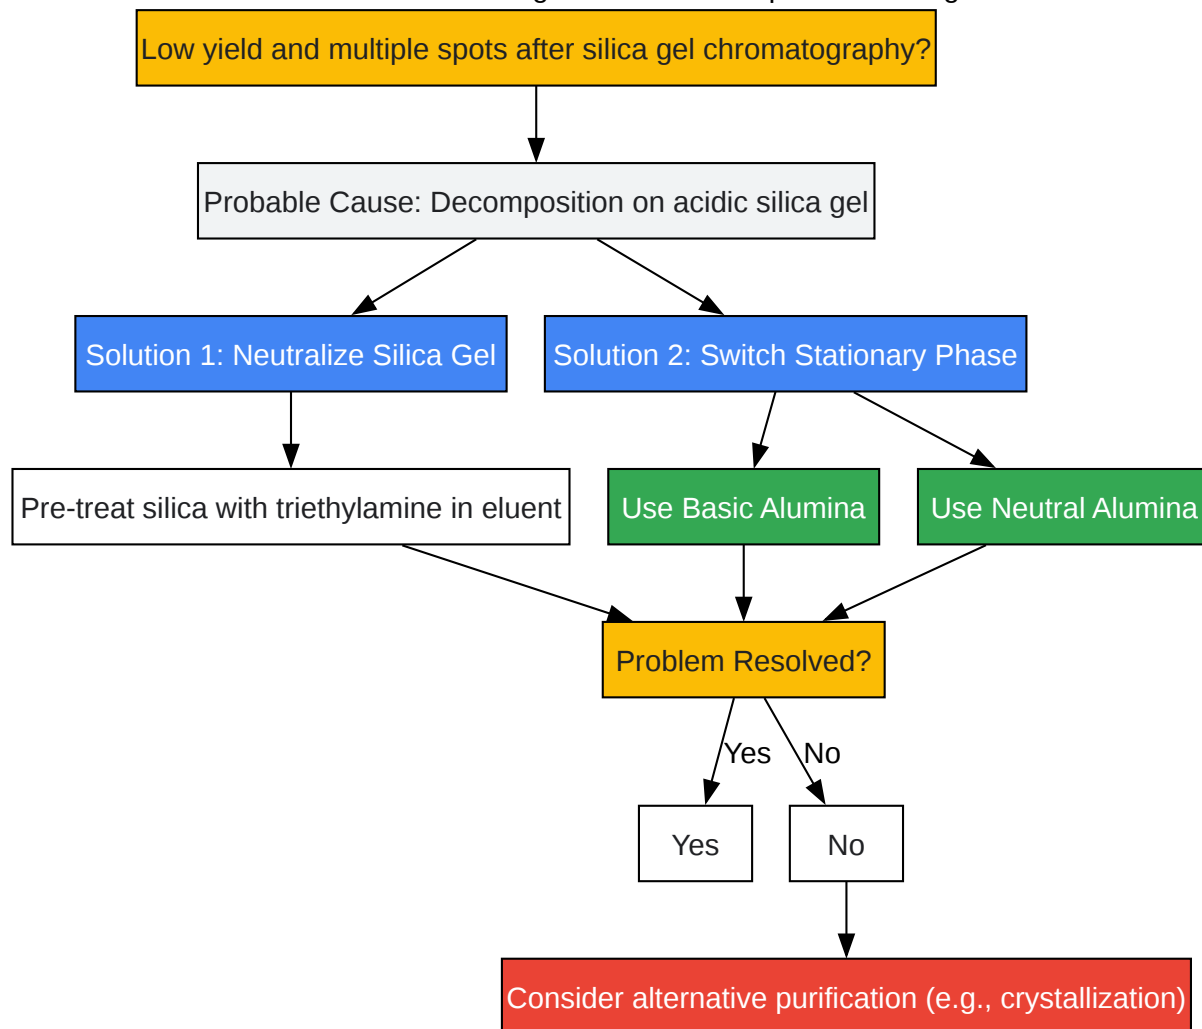 Low yield and multiple spots after silica gel chromatography?
Probable Cause: Decomposition on acidic silica gel
Solution 1: Neutralize Silica Gel
Solution 2: Switch Stationary Phase
Pre-treat silica with triethylamine in eluent
Use Basic Alumina
Use Neutral Alumina
Problem Resolved?
Yes
No
Yes
No
Consider alternative purification (e.g., crystallization)